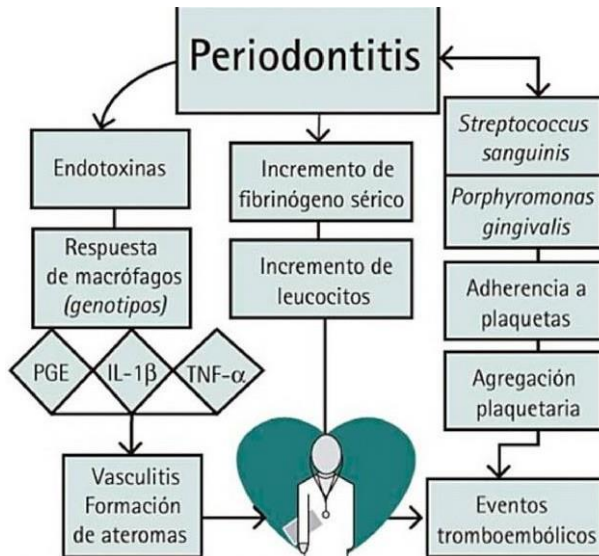 Periodontitis
Endotoxinas
Respuesta
de macrófagos
(genotipos)
PGE
IL-1β
TNF-α
Vasculitis
Formación
de ateromas
Incremento de
fibrinógeno sérico
Incremento de
leucocitos
Streptococcus
sanguinis
Porphyromonas
gingivalis
Adherencia a
plaquetas
Agregación
plaquetaria
Eventos
tromboembólicos